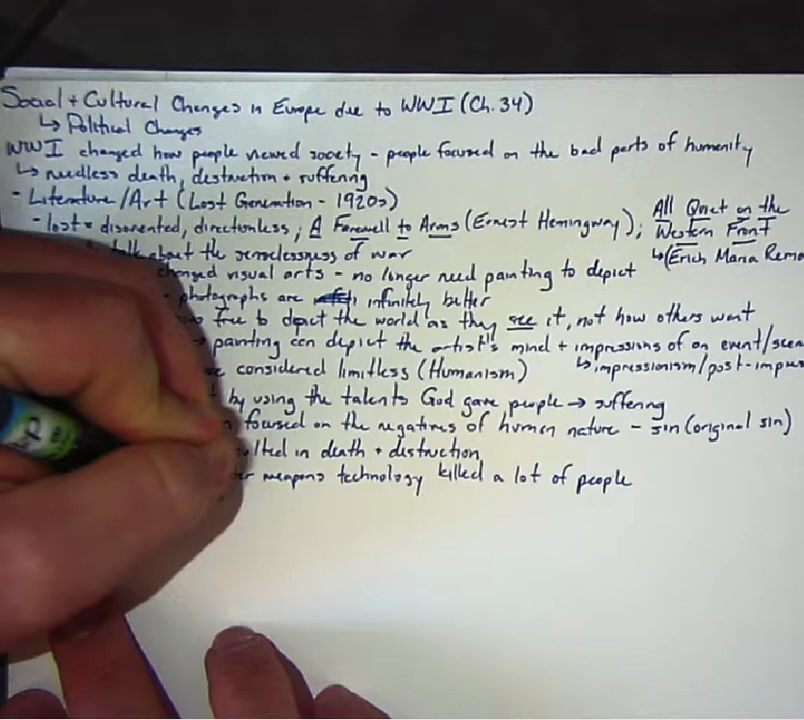 Social + Cultural Changes in Europe due to WWI (Ch. 34)
↳ Political Changes
WWI changed how people viewed society - people focused on the bad parts of humanity
↳ needless death, destruction + suffering
- Literature/Art (Lost Generation - 1920s)
- lost = disoriented, directionless; A Farewell to Arms (Ernest Hemingway); All Quiet on the Western Front
↳(Erich Maria Rema
talk about the senselessness of war
changed visual arts - no longer need painting to depict
- photographs are infinitely better
free to depict the world as they see it, not how others want
painting can depict the artist's mind + impressions of an event/scen
↳impressionism/post-impres
considered limitless (Humanism)
by using the talents God gave people → suffering
focused on the negatives of human nature - sin (original sin)
in death + destruction
weapons technology killed a lot of people